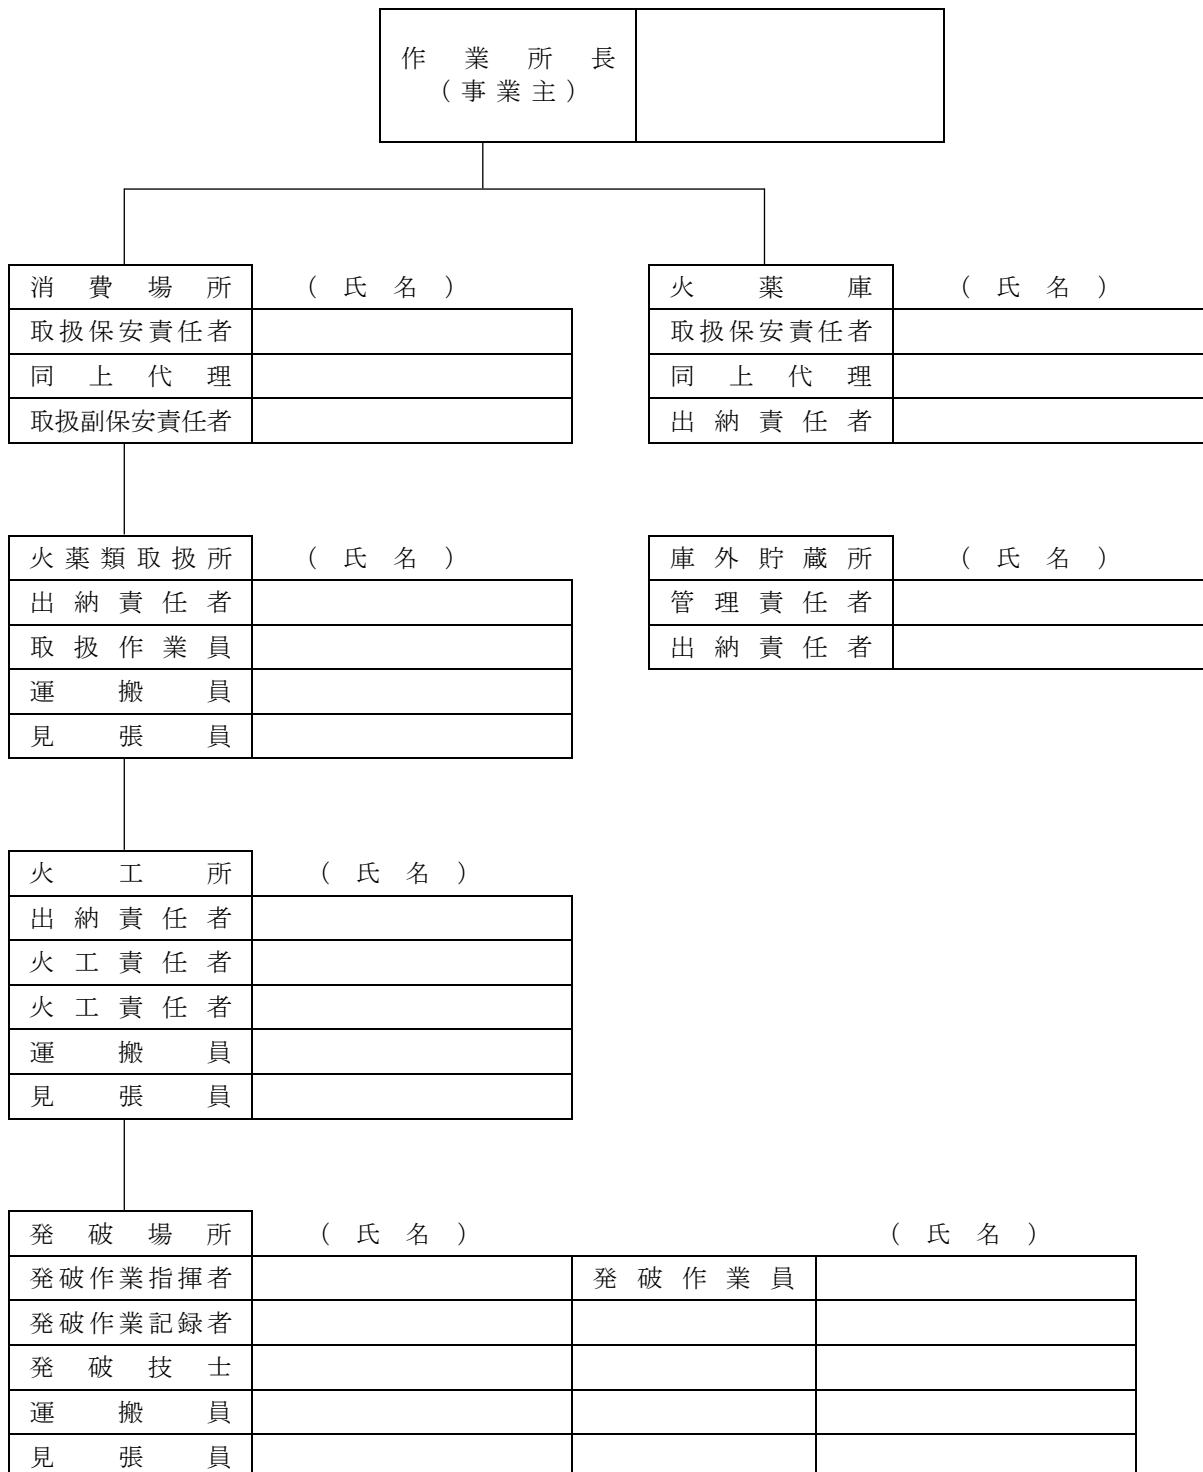 作業所長
(事業主)
消費場所 (氏名)
取扱保安責任者
同上代理
取扱副保安責任者
火薬庫 (氏名)
取扱保安責任者
同上代理
出納責任者
火薬類取扱所 (氏名)
出納責任者
取扱作業員
運搬員
見張員
庫外貯蔵所 (氏名)
管理責任者
出納責任者
火工所 (氏名)
出納責任者
火工責任者
火工責任者
運搬員
見張員
発破場所 (氏名) (氏名)
発破作業指揮者 発破作業員
発破作業記録者
発破技士
運搬員
見張員